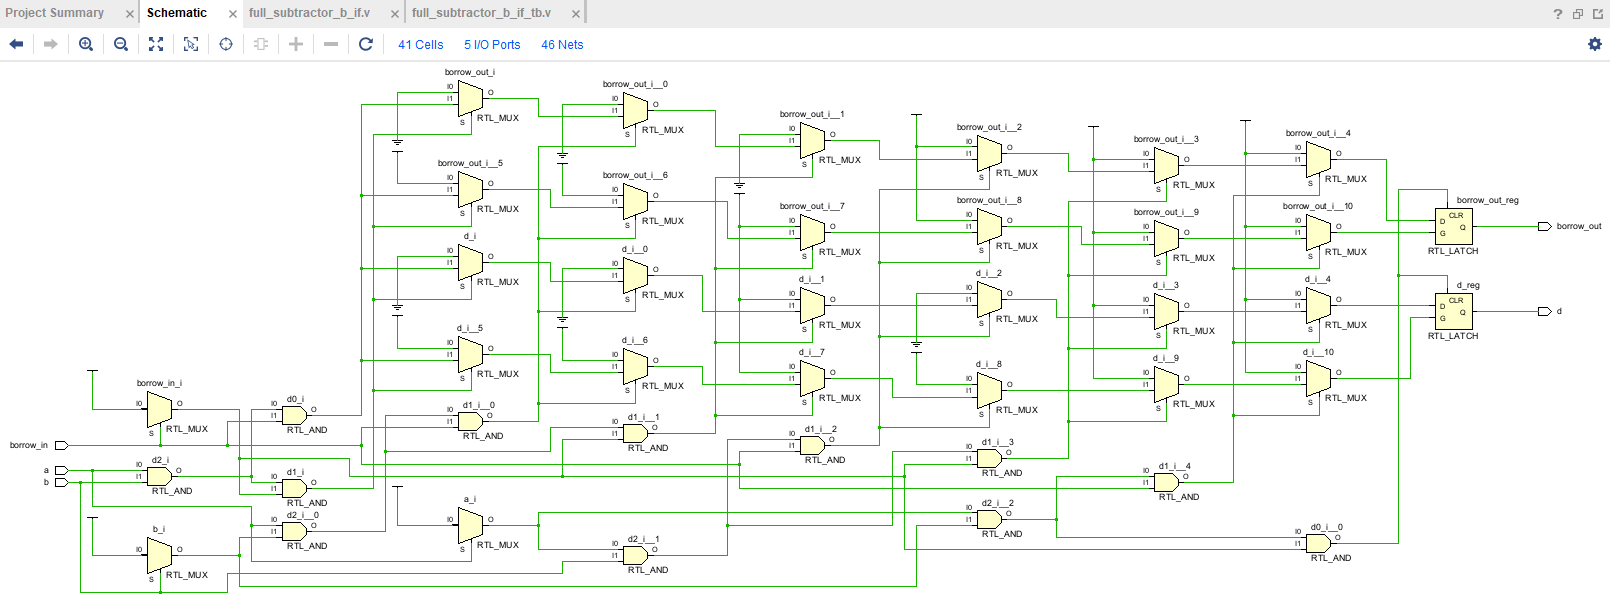 Project Summary × Schematic × full_subtractor_b_if.v × full_subtractor_b_if_tb.v ×
41 Cells 5 I/O Ports 46 Nets
borrow_out_i
I0
I1
S
O
RTL_MUX
borrow_out_i__0
I0
I1
S
O
RTL_MUX
borrow_out_i__1
I0
I1
S
O
RTL_MUX
borrow_out_i__2
I0
I1
S
O
RTL_MUX
borrow_out_i__3
I0
I1
S
O
RTL_MUX
borrow_out_i__4
I0
I1
S
O
RTL_MUX
borrow_out_i__5
I0
I1
S
O
RTL_MUX
borrow_out_i__6
I0
I1
S
O
RTL_MUX
borrow_out_i__7
I0
I1
S
O
RTL_MUX
borrow_out_i__8
I0
I1
S
O
RTL_MUX
borrow_out_i__9
I0
I1
S
O
RTL_MUX
borrow_out_i__10
I0
I1
S
O
RTL_MUX
borrow_out_reg
CLR
D
G
Q
RTL_LATCH
borrow_out
d_i
I0
I1
S
O
RTL_MUX
d_i__0
I0
I1
S
O
RTL_MUX
d_i__1
I0
I1
S
O
RTL_MUX
d_i__2
I0
I1
S
O
RTL_MUX
d_i__3
I0
I1
S
O
RTL_MUX
d_i__4
I0
I1
S
O
RTL_MUX
d_reg
CLR
D
G
Q
RTL_LATCH
d
d_i__5
I0
I1
S
O
RTL_MUX
d_i__6
I0
I1
S
O
RTL_MUX
d_i__7
I0
I1
S
O
RTL_MUX
d_i__8
I0
I1
S
O
RTL_MUX
d_i__9
I0
I1
S
O
RTL_MUX
d_i__10
I0
I1
S
O
RTL_MUX
borrow_in_i
I0
S
O
RTL_MUX
d0_i
I0
I1
O
RTL_AND
d1_i__0
I0
I1
O
RTL_AND
d1_i__1
I0
I1
O
RTL_AND
d1_i__2
I0
I1
O
RTL_AND
d1_i__3
I0
I1
O
RTL_AND
d1_i__4
I0
I1
O
RTL_AND
borrow_in
a
b
d2_i
I0
I1
O
RTL_AND
d1_i
I0
I1
O
RTL_AND
d2_i__0
I0
I1
O
RTL_AND
a_i
I0
S
O
RTL_MUX
d2_i__2
I0
I1
O
RTL_AND
d0_i__0
I0
I1
O
RTL_AND
b_i
I0
S
O
RTL_MUX
d2_i__1
I0
I1
O
RTL_AND